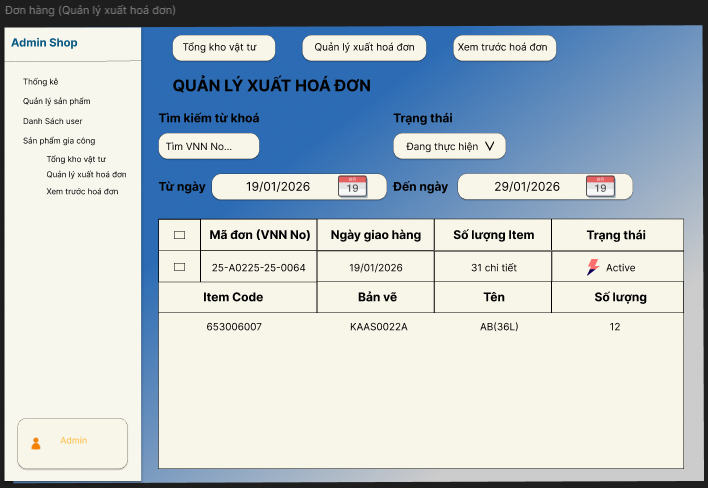 Đơn hàng (Quản lý xuất hoá đơn)
Admin Shop
Thống kê
Quản lý sản phẩm
Danh Sách user
Sản phẩm gia công
Tổng kho vật tư
Quản lý xuất hoá đơn
Xem trước hoá đơn
Admin
Tổng kho vật tư Quản lý xuất hoá đơn Xem trước hoá đơn
QUẢN LÝ XUẤT HOÁ ĐƠN
Tìm kiếm từ khoá Trạng thái
Tìm VNN No... Đang thực hiện
Từ ngày 19/01/2026 19 Đến ngày 29/01/2026 19
Mã đơn (VNN No) Ngày giao hàng Số lượng Item Trạng thái
25-A0225-25-0064 19/01/2026 31 chi tiết Active
Item Code Bản vẽ Tên Số lượng
653006007 KAAS0022A AB(36L) 12